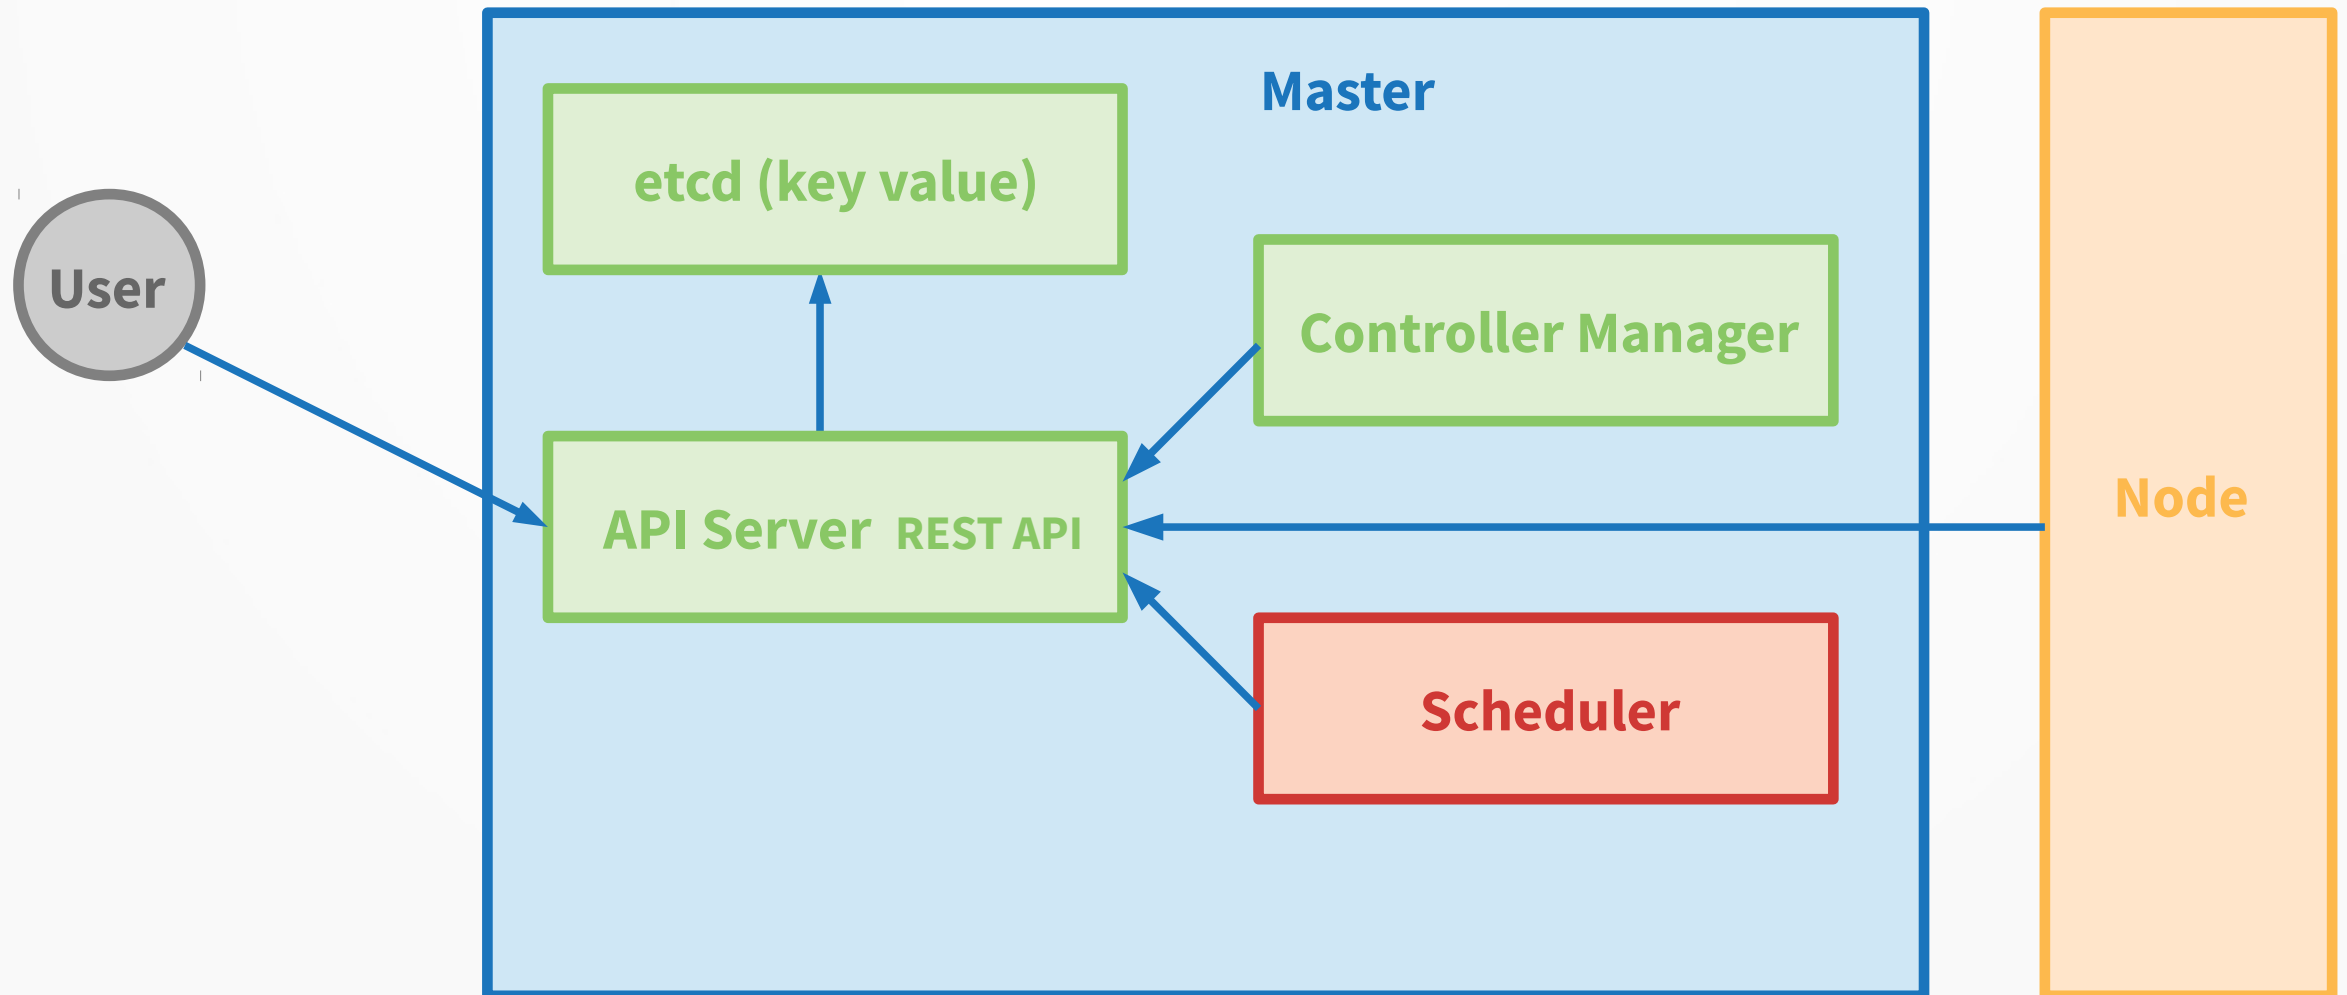 Master
etcd (key value)
User
Controller Manager
API Server REST API
Node
Scheduler